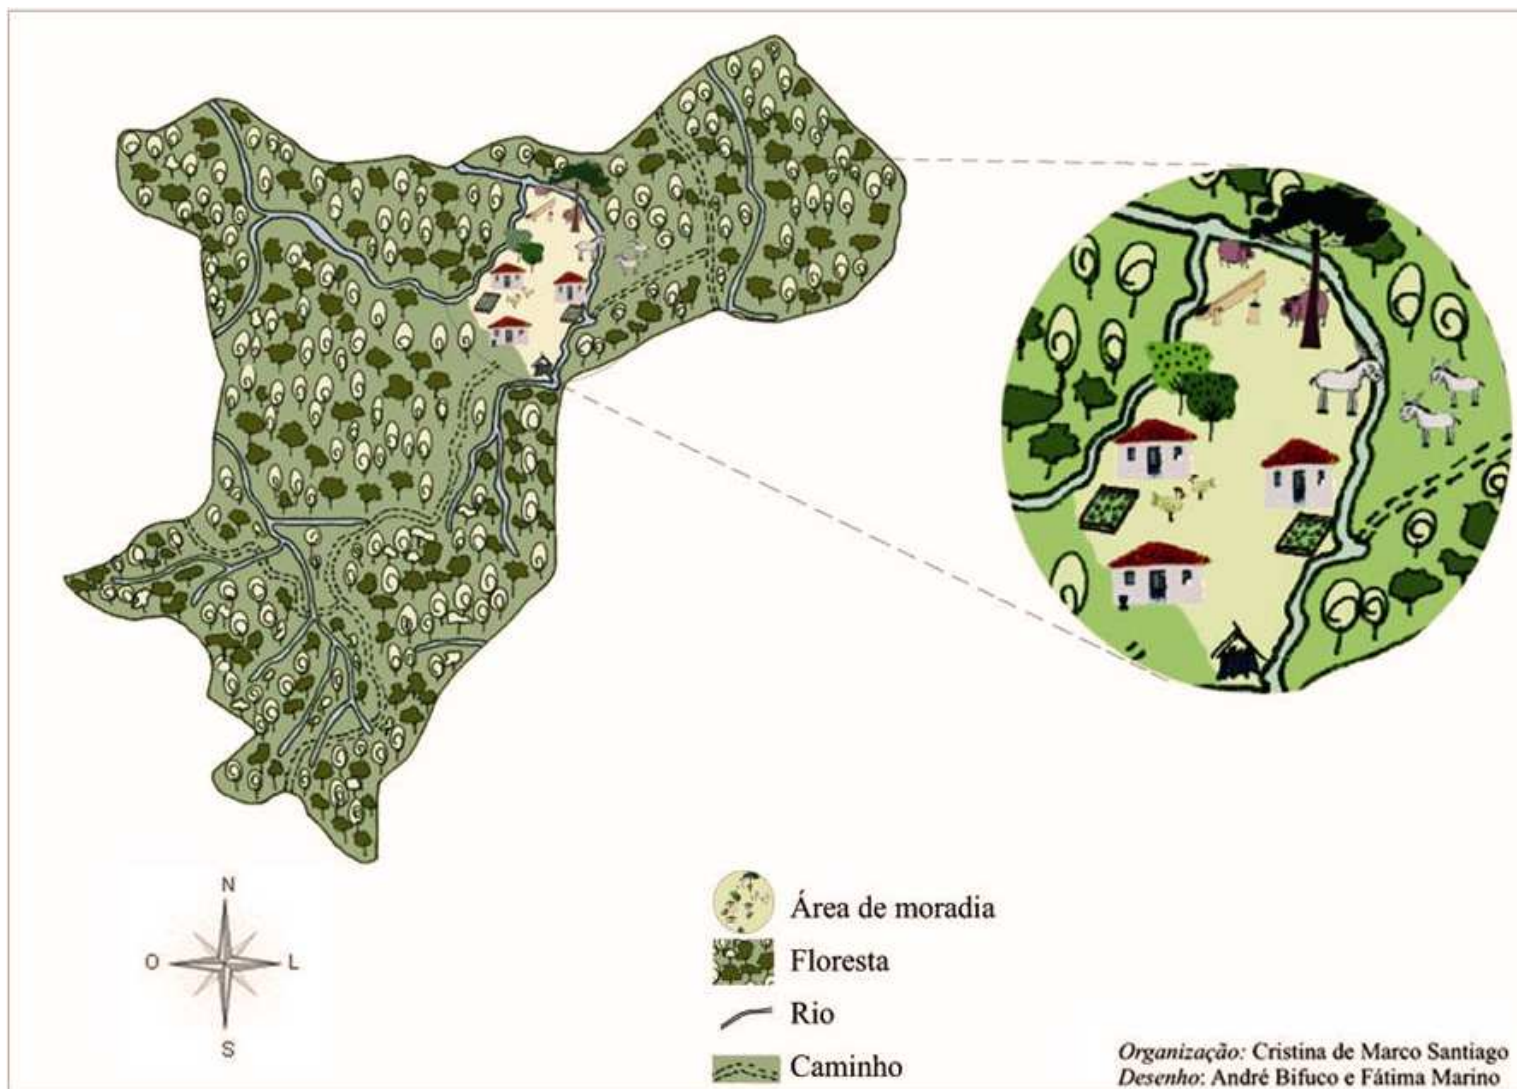 N
O L
S
Área de moradia
Floresta
Rio
Caminho
Organização: Cristina de Marco Santiago
Desenho: André Bifuco e Fátima Marino